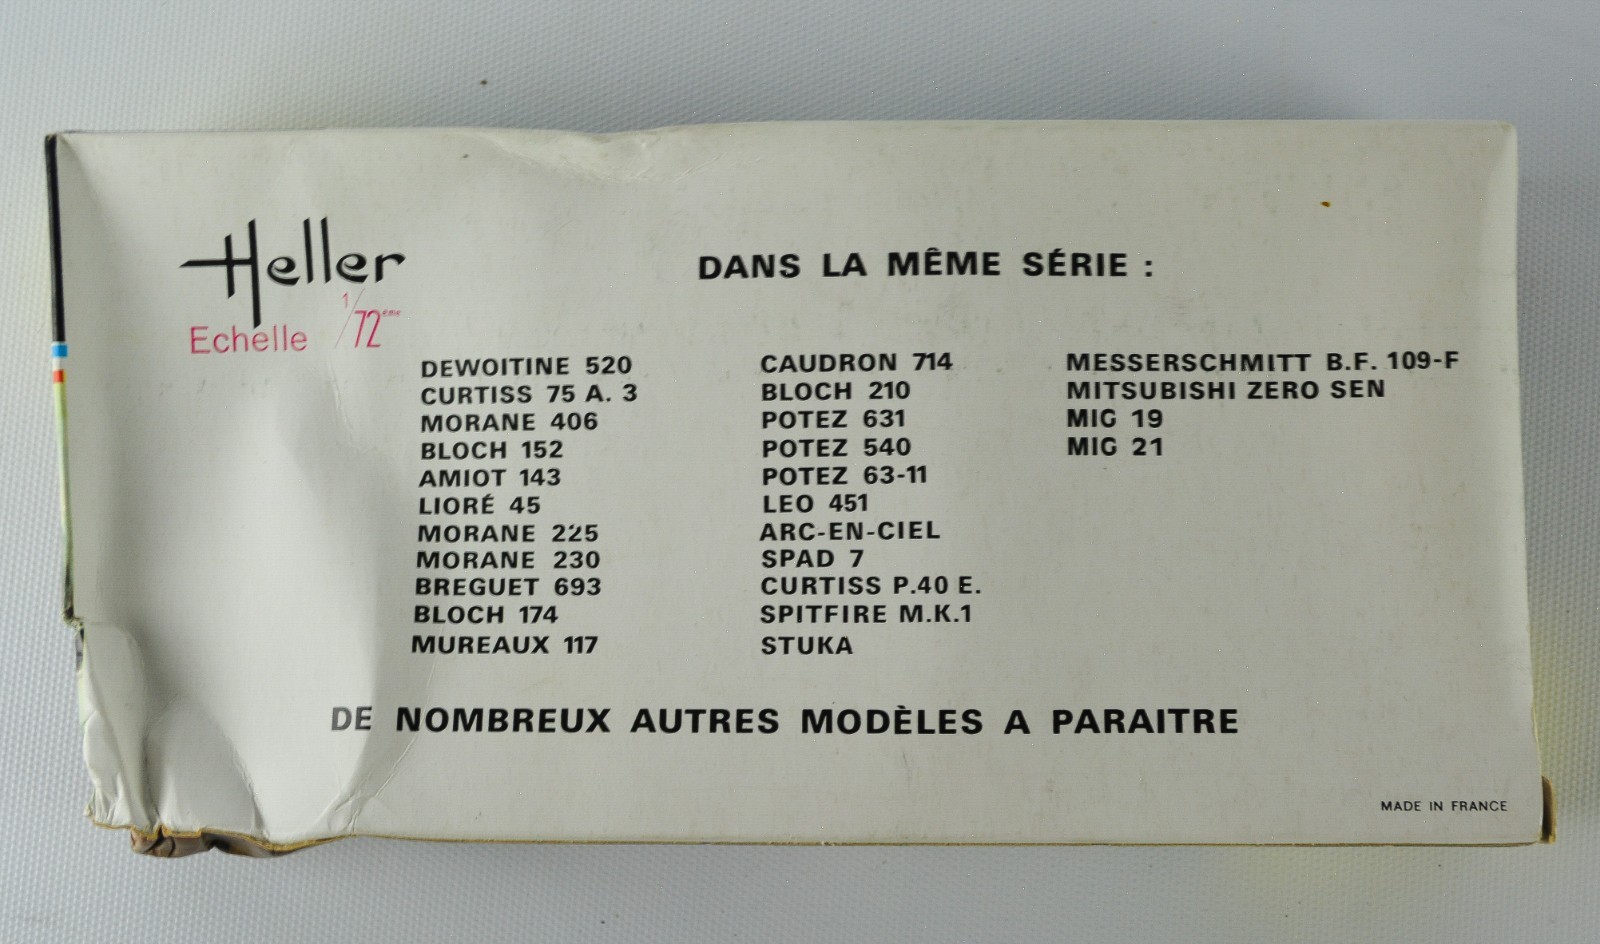 Heller
Echelle 1/72ème
DANS LA MÊME SÉRIE :
DEWOITINE 520
CURTISS 75 A. 3
MORANE 406
BLOCH 152
AMIOT 143
LIORÉ 45
MORANE 225
MORANE 230
BREGUET 693
BLOCH 174
MUREAUX 117
CAUDRON 714
BLOCH 210
POTEZ 631
POTEZ 540
POTEZ 63-11
LEO 451
ARC-EN-CIEL
SPAD 7
CURTISS P.40 E.
SPITFIRE M.K.1
STUKA
MESSERSCHMITT B.F. 109-F
MITSUBISHI ZERO SEN
MIG 19
MIG 21
DE NOMBREUX AUTRES MODÈLES A PARAITRE
MADE IN FRANCE